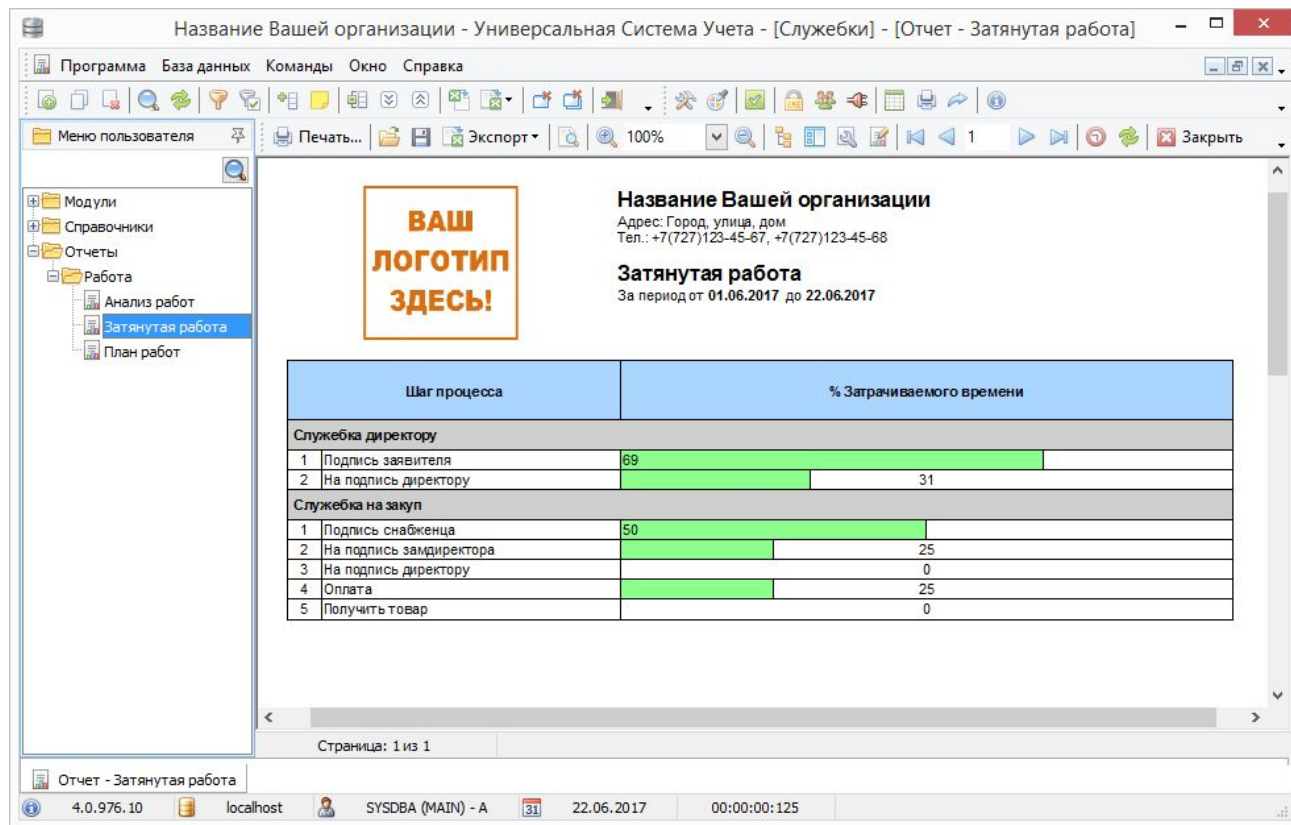 Название Вашей организации - Универсальная Система Учета - [Служебки] - [Отчет - Затянутая работа]
Программа База данных Команды Окно Справка
Меню пользователя
Печать... Экспорт 100% 1 Закрыть
Модули
Справочники
Отчеты
Работа
Анализ работ
Затянутая работа
План работ
ВАШ
ЛОГОТИП
ЗДЕСЬ!
Название Вашей организации
Адрес: Город, улица, дом
Тел.: +7(727)123-45-67, +7(727)123-45-68
Затянутая работа
За период от 01.06.2017 до 22.06.2017
Шаг процесса % Затрачиваемого времени
Служебка директору
1 Подпись заявителя 69
2 На подпись директору 31
Служебка на закуп
1 Подпись снабженца 50
2 На подпись замдиректора 25
3 На подпись директору 0
4 Оплата 25
5 Получить товар 0
Страница: 1 из 1
Отчет - Затянутая работа
4.0.976.10 localhost SYSDBA (MAIN) - A 31 22.06.2017 00:00:00:125